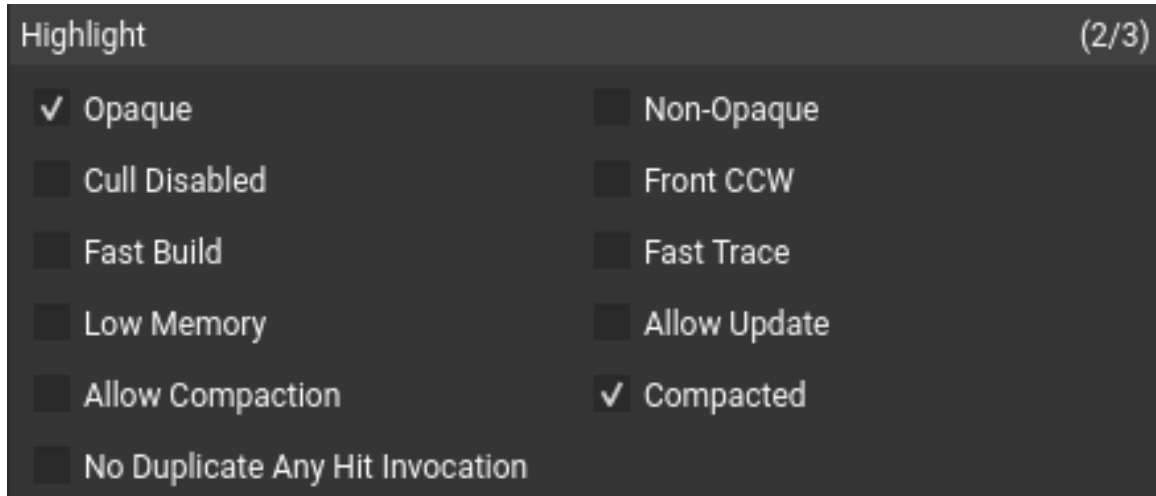 Highlight (2/3)
Opaque Non-Opaque
Cull Disabled Front CCW
Fast Build Fast Trace
Low Memory Allow Update
Allow Compaction Compacted
No Duplicate Any Hit Invocation